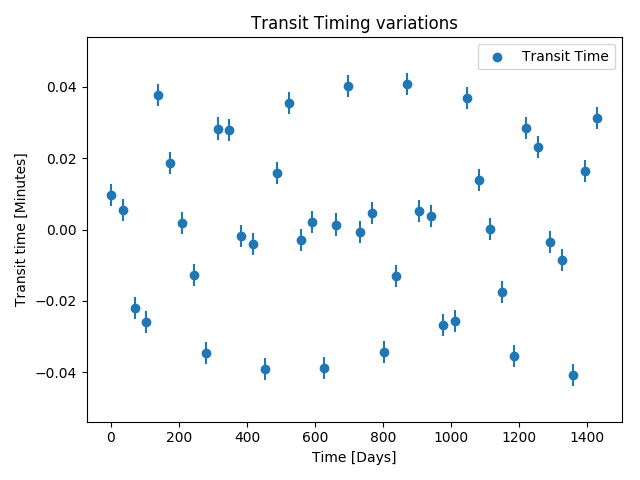 Transit Timing variations
Transit Time
Transit time [Minutes]
0.04
0.02
0.00
−0.02
−0.04
0 200 400 600 800 1000 1200 1400
Time [Days]